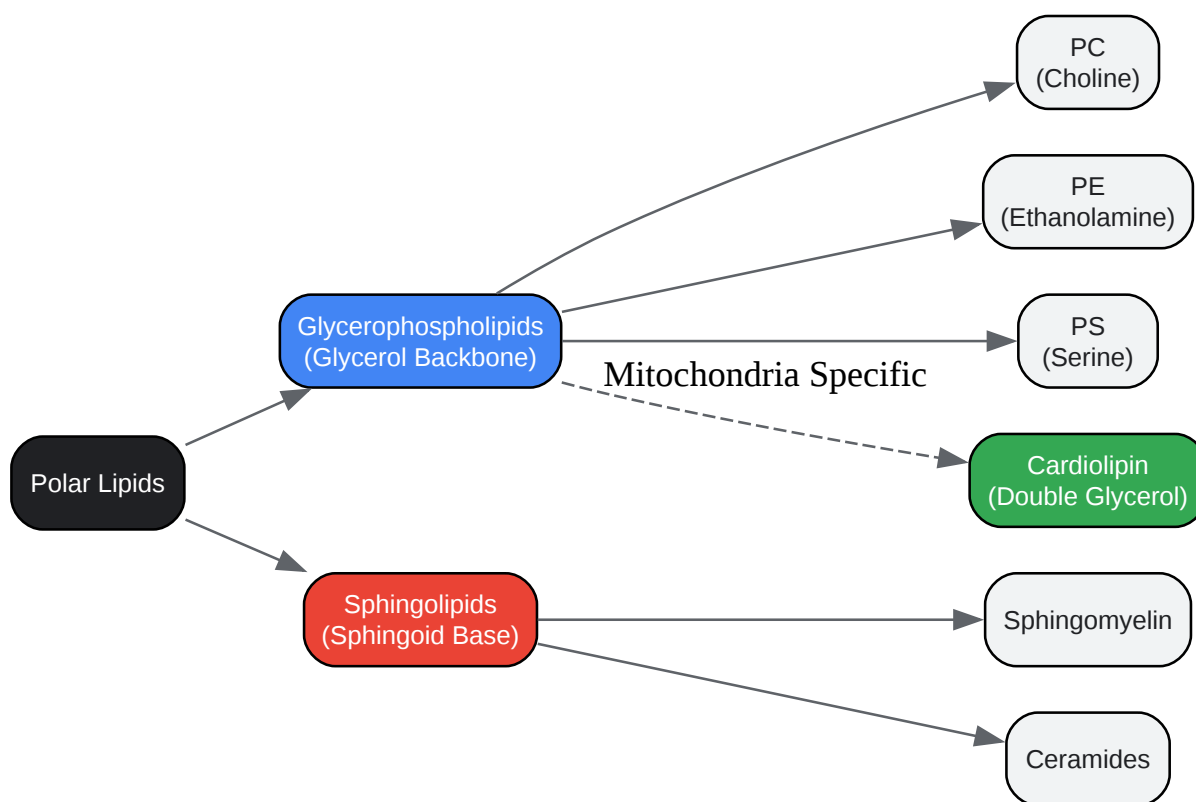 PC
(Choline)
PE
(Ethanolamine)
Glycerophospholipids
(Glycerol Backbone)
PS
(Serine)
Mitochondria Specific
Polar Lipids
Cardiolipin
(Double Glycerol)
Sphingolipids
(Sphingoid Base)
Sphingomyelin
Ceramides